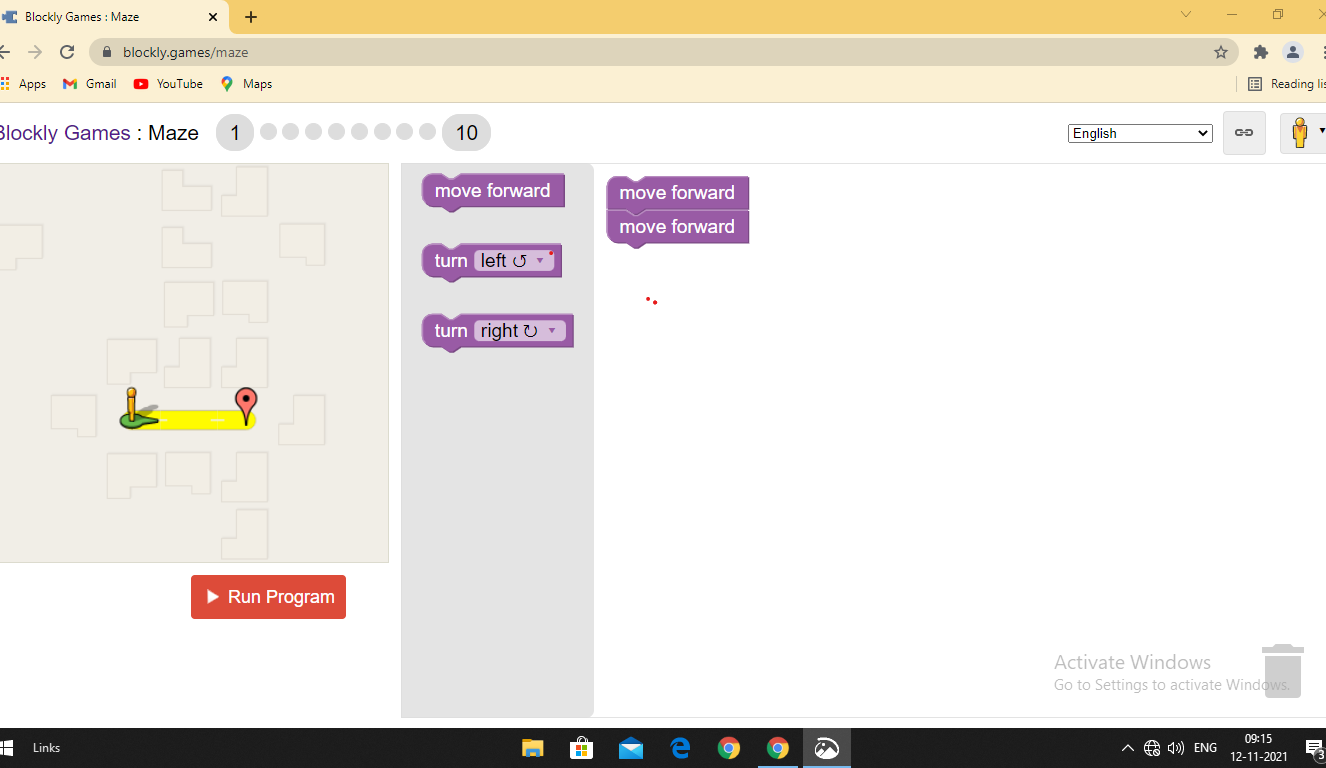 Blockly Games : Maze
blockly.games/maze
Apps
Gmail
YouTube
Maps
Reading lis
Blockly Games : Maze
1
10
English
move forward
turn left ↺
turn right ↻
move forward
move forward
Run Program
Activate Windows
Go to Settings to activate Windows.
Links
ENG
09:15
12-11-2021
3